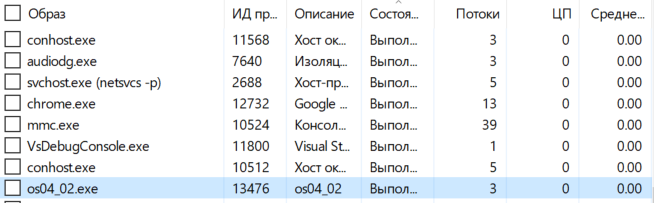 Образ ИД пр... Описание Состоя... Потоки ЦП Средне...
conhost.exe 11568 Хост ок... Выпол... 3 0 0.00
audiodg.exe 7640 Изоляц... Выпол... 3 0 0.00
svchost.exe (netsvcs -p) 2688 Хост-пр... Выпол... 5 0 0.00
chrome.exe 12732 Google ... Выпол... 13 0 0.00
mmc.exe 10524 Консол... Выпол... 39 0 0.00
VsDebugConsole.exe 11800 Visual St... Выпол... 1 0 0.00
conhost.exe 10512 Хост ок... Выпол... 5 0 0.00
os04_02.exe 13476 os04_02 Выпол... 3 0 0.00